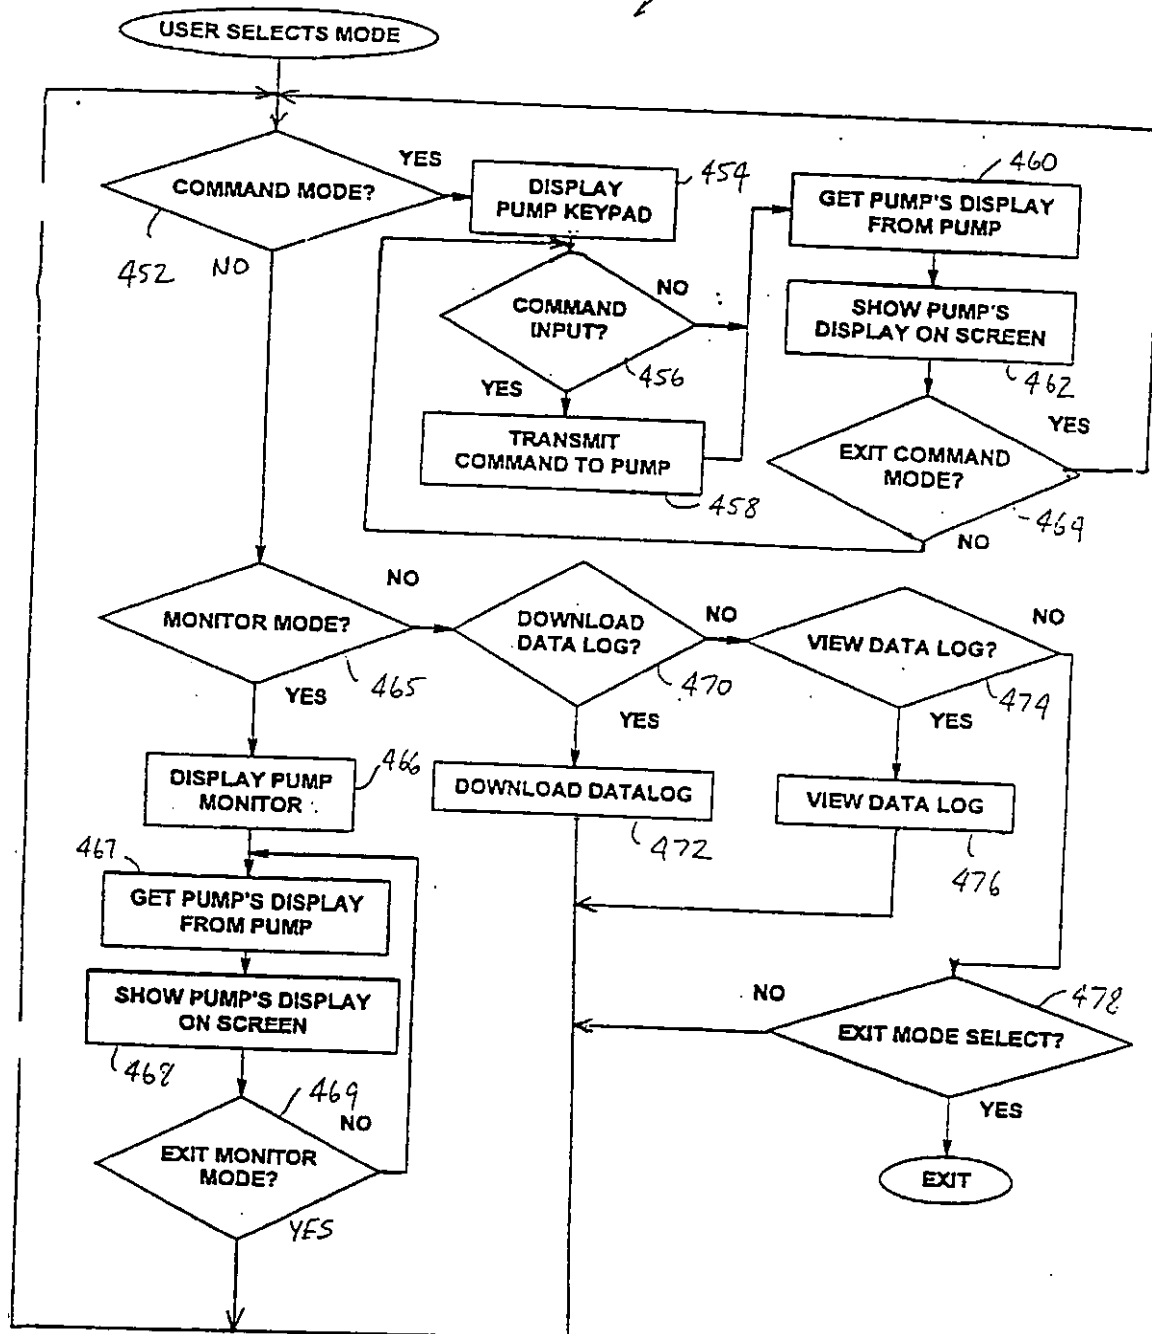 USER SELECTS MODE
COMMAND MODE?
YES
452
NO
DISPLAY
PUMP KEYPAD
454
COMMAND
INPUT?
NO
456
YES
TRANSMIT
COMMAND TO PUMP
458
460
GET PUMP'S DISPLAY
FROM PUMP
SHOW PUMP'S
DISPLAY ON SCREEN
462
YES
EXIT COMMAND
MODE?
464
NO
MONITOR MODE?
NO
465
YES
DOWNLOAD
DATA LOG?
NO
470
YES
VIEW DATA LOG?
NO
474
YES
DISPLAY PUMP
MONITOR
466
DOWNLOAD DATALOG
472
VIEW DATA LOG
476
467
GET PUMP'S DISPLAY
FROM PUMP
SHOW PUMP'S DISPLAY
ON SCREEN
468
469
NO
EXIT MONITOR
MODE?
YES
NO
478
EXIT MODE SELECT?
YES
EXIT